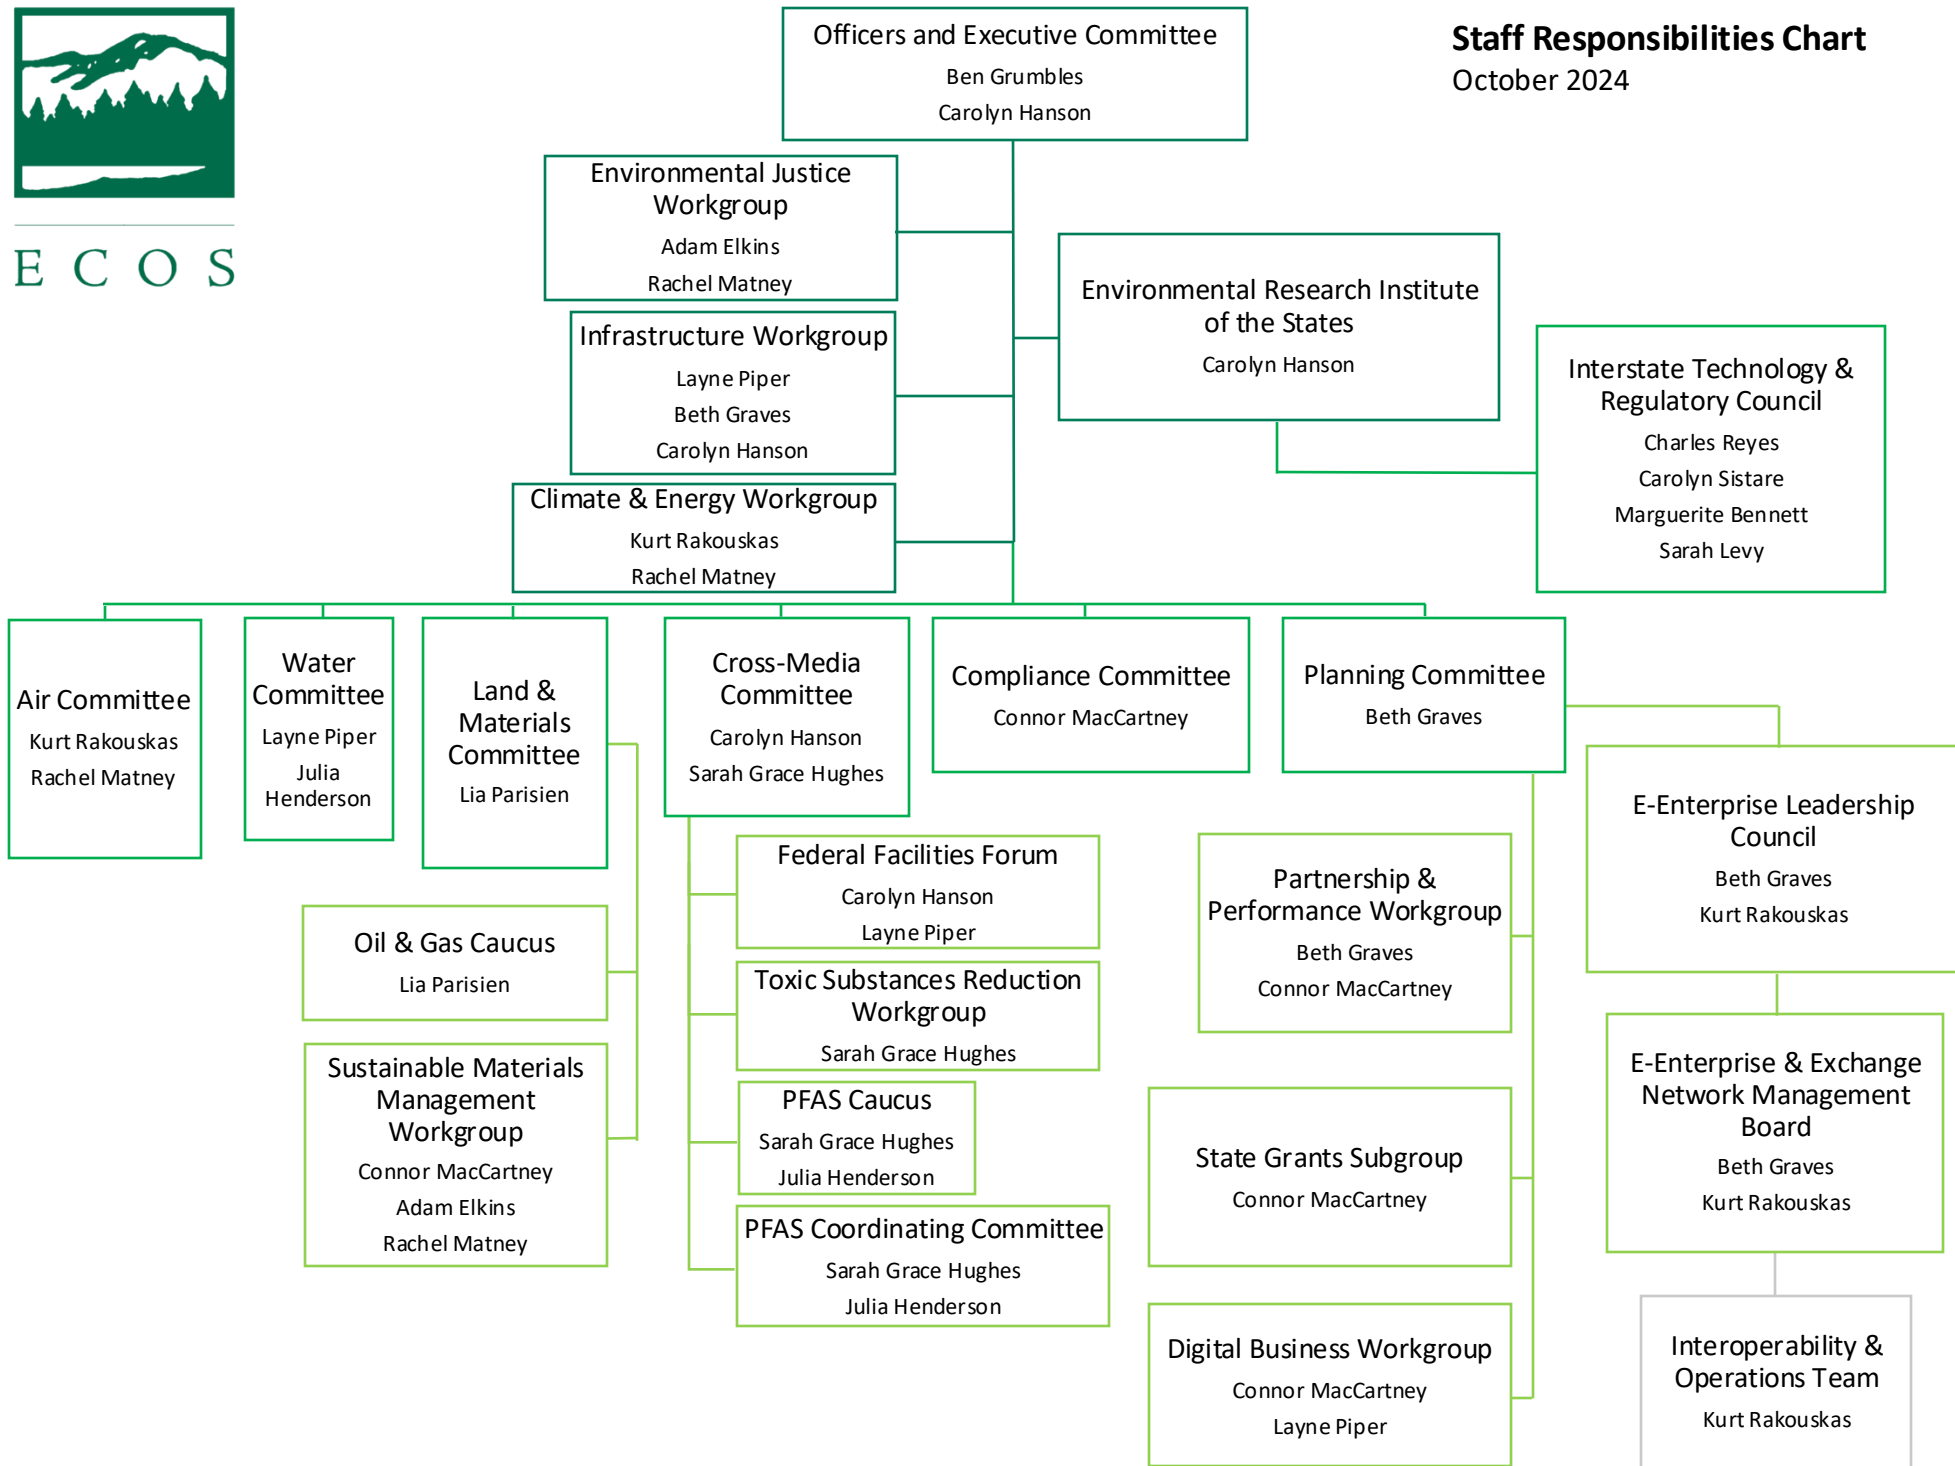 ECOS
Staff Responsibilities Chart
October 2024
Officers and Executive Committee
Ben Grumbles
Carolyn Hanson
Environmental Justice
Workgroup
Adam Elkins
Rachel Matney
Environmental Research Institute
of the States
Carolyn Hanson
Infrastructure Workgroup
Layne Piper
Beth Graves
Carolyn Hanson
Interstate Technology &
Regulatory Council
Charles Reyes
Carolyn Sistare
Marguerite Bennett
Sarah Levy
Climate & Energy Workgroup
Kurt Rakouskas
Rachel Matney
Air Committee
Kurt Rakouskas
Rachel Matney
Water
Committee
Layne Piper
Julia
Henderson
Land &
Materials
Committee
Lia Parisien
Cross-Media
Committee
Carolyn Hanson
Sarah Grace Hughes
Compliance Committee
Connor MacCartney
Planning Committee
Beth Graves
Oil & Gas Caucus
Lia Parisien
Sustainable Materials
Management
Workgroup
Connor MacCartney
Adam Elkins
Rachel Matney
Federal Facilities Forum
Carolyn Hanson
Layne Piper
Toxic Substances Reduction
Workgroup
Sarah Grace Hughes
PFAS Caucus
Sarah Grace Hughes
Julia Henderson
PFAS Coordinating Committee
Sarah Grace Hughes
Julia Henderson
Partnership &
Performance Workgroup
Beth Graves
Connor MacCartney
State Grants Subgroup
Connor MacCartney
Digital Business Workgroup
Connor MacCartney
Layne Piper
E-Enterprise Leadership
Council
Beth Graves
Kurt Rakouskas
E-Enterprise & Exchange
Network Management
Board
Beth Graves
Kurt Rakouskas
Interoperability &
Operations Team
Kurt Rakouskas